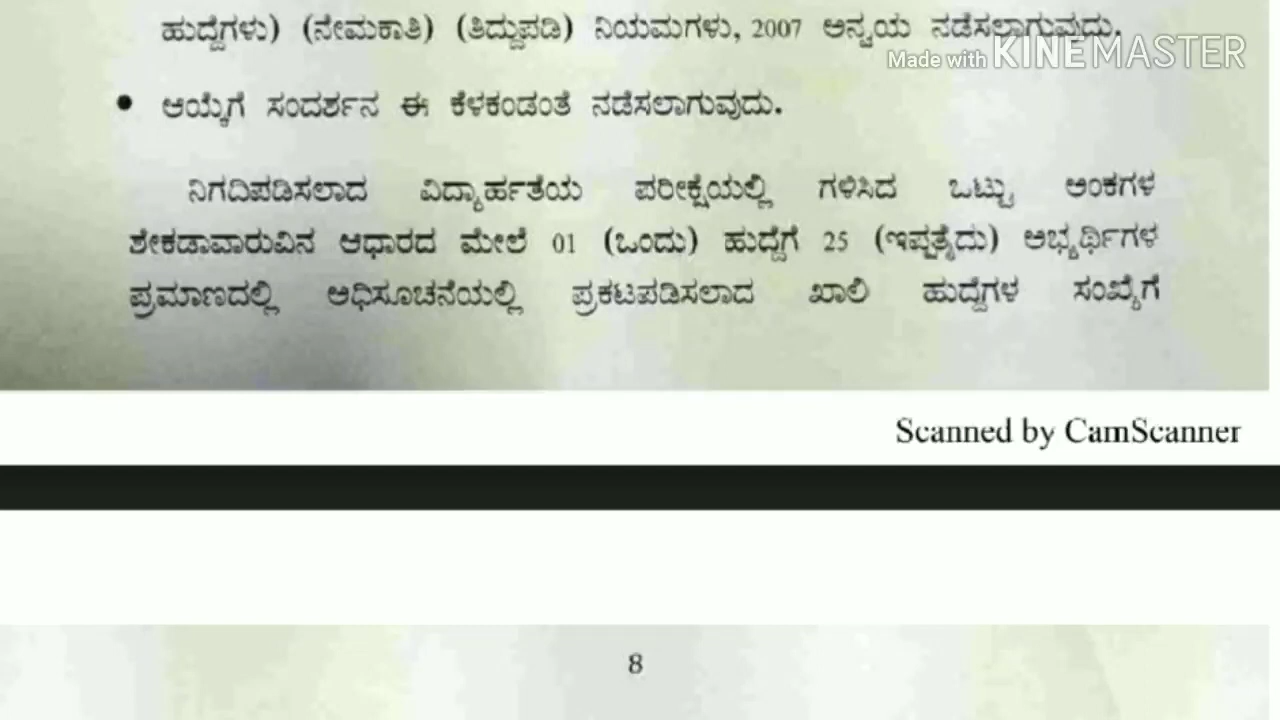 ಹುದ್ದೆಗಳು) (ನೇಮಕಾತಿ) (ತಿದ್ದುಪಡಿ) ನಿಯಮಗಳು, 2007 ಅನ್ವಯ ನಡೆಸಲಾಗುವುದು.
Made with KINEMASTER
• ಆಯ್ಕೆಗೆ ಸಂದರ್ಶನ ಈ ಕೆಳಕಂಡಂತೆ ನಡೆಸಲಾಗುವುದು.
ನಿಗದಿಪಡಿಸಲಾದ ವಿದ್ಯಾರ್ಹತೆಯ ಪರೀಕ್ಷೆಯಲ್ಲಿ ಗಳಿಸಿದ ಒಟ್ಟು ಅಂಕಗಳ
ಶೇಕಡಾವಾರುವಿನ ಆಧಾರದ ಮೇಲೆ 01 (ಒಂದು) ಹುದ್ದೆಗೆ 25 (ಇಪ್ಪತ್ತೈದು) ಅಭ್ಯರ್ಥಿಗಳ
ಪ್ರಮಾಣದಲ್ಲಿ ಅಧಿಸೂಚನೆಯಲ್ಲಿ ಪ್ರಕಟಪಡಿಸಲಾದ ಖಾಲಿ ಹುದ್ದೆಗಳ ಸಂಖ್ಯೆಗೆ
Scanned by CamScanner
8